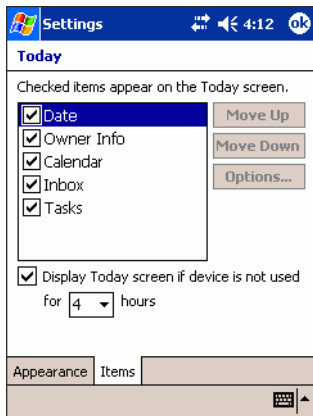 Settings 4:12 ok
Today
Checked items appear on the Today screen.
Date
Owner Info
Calendar
Inbox
Tasks
Move Up
Move Down
Options...
Display Today screen if device is not used
for 4 hours
Appearance Items